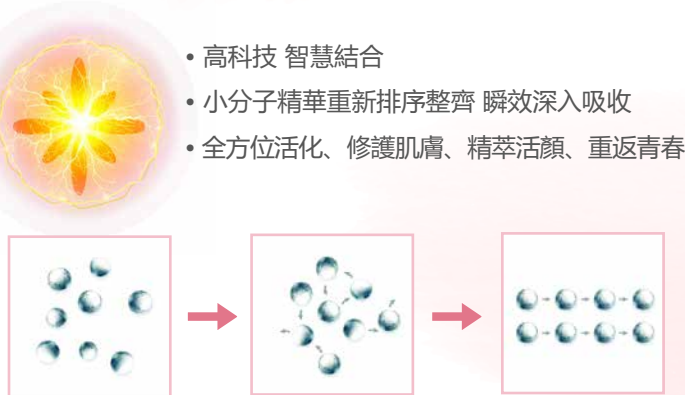 • 高科技 智慧結合
• 小分子精華重新排序整齊 瞬效深入吸收
• 全方位活化、修護肌膚、精萃活顏、重返青春